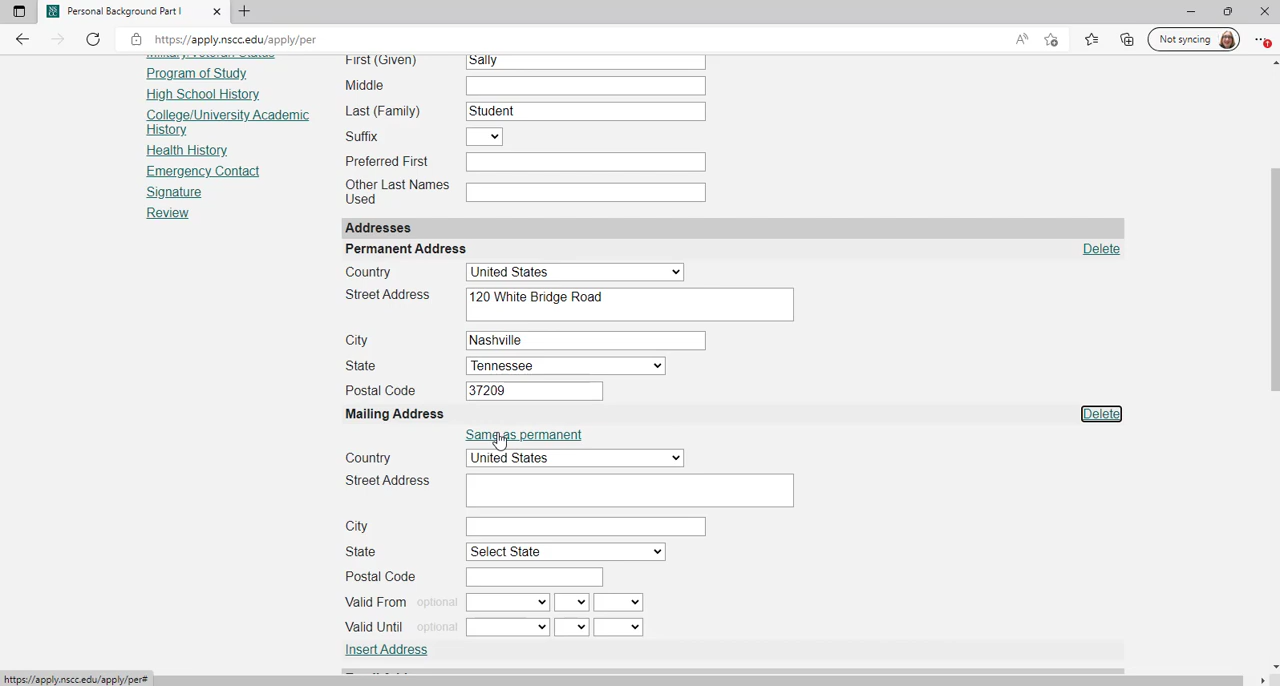 Personal Background Part I
https://apply.nscc.edu/apply/per
Not syncing
Military/Veteran Status
Program of Study
High School History
College/University Academic
History
Health History
Emergency Contact
Signature
Review
First (Given) Sally
Middle
Last (Family) Student
Suffix
Preferred First
Other Last Names
Used
Addresses
Permanent Address Delete
Country United States
Street Address 120 White Bridge Road
City Nashville
State Tennessee
Postal Code 37209
Mailing Address Delete
Same as permanent
Country United States
Street Address
City
State Select State
Postal Code
Valid From optional
Valid Until optional
Insert Address
https://apply.nscc.edu/apply/per#